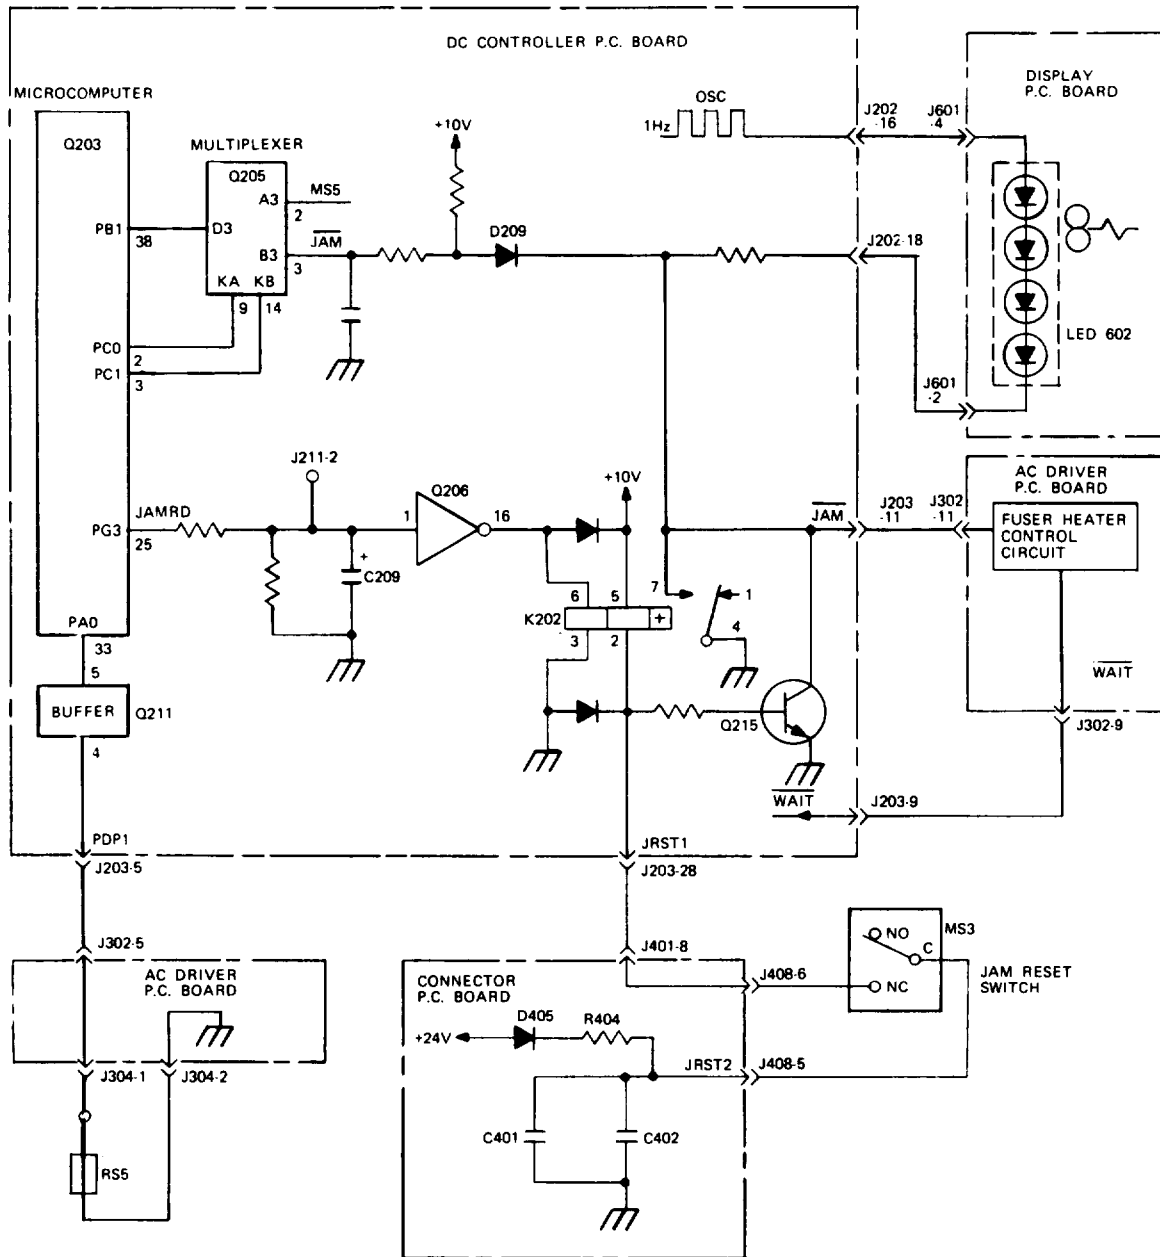 DC CONTROLLER P.C. BOARD
DISPLAY
P.C. BOARD
MICROCOMPUTER
Q203
MULTIPLEXER
Q205
A3
MS5
2
D3
PB1
38
JAM
B3
3
KA
KB
9
14
PC0
2
PC1
3
+10V
D209
OSC
1Hz
J202
-16
J601
-4
J202-18
LED 602
J601
-2
J211-2
Q206
JAMRD
PG3
25
1
16
+
C209
+10V
6
5
7
1
K202
+
3
2
4
JAM
J203
-11
J302
-11
AC DRIVER
P.C. BOARD
FUSER HEATER
CONTROL
CIRCUIT
WAIT
J302-9
Q215
WAIT
J203-9
PA0
33
5
BUFFER
Q211
4
PDP1
J203-5
JRST1
J203-28
J302-5
AC DRIVER
P.C. BOARD
J304-1
J304-2
RS5
J401-8
CONNECTOR
P.C. BOARD
J408-6
NO
C
NC
MS3
JAM RESET
SWITCH
+24V
D405
R404
JRST2
J408-5
C401
C402